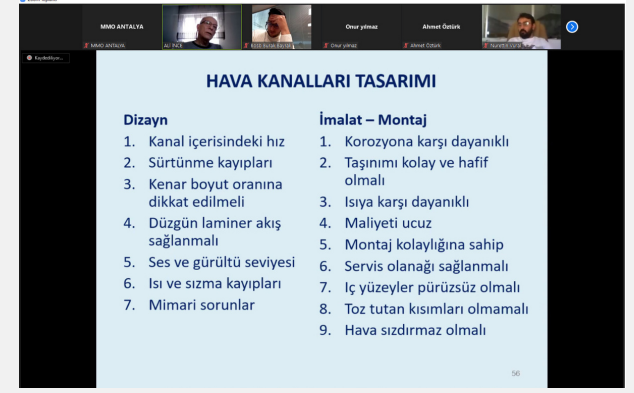 MMO ANTALYA
Onur yılmaz
Ahmet Öztürk
MMO ANTALYA
ALİ İNCE
Onur yılmaz
Ahmet Öztürk
Kaydediliyor...
HAVA KANALLARI TASARIMI
Dizayn
1. Kanal içerisindeki hız
2. Sürtünme kayıpları
3. Kenar boyut oranına
dikkat edilmeli
4. Düzgün laminer akış
sağlanmalı
5. Ses ve gürültü seviyesi
6. Isı ve sızma kayıpları
7. Mimari sorunlar
İmalat – Montaj
1. Korozyona karşı dayanıklı
2. Taşınımı kolay ve hafif
olmalı
3. Isıya karşı dayanıklı
4. Maliyeti ucuz
5. Montaj kolaylığına sahip
6. Servis olanağı sağlanmalı
7. Iç yüzeyler pürüzsüz olmalı
8. Toz tutan kısımları olmamalı
9. Hava sızdırmaz olmalı
56